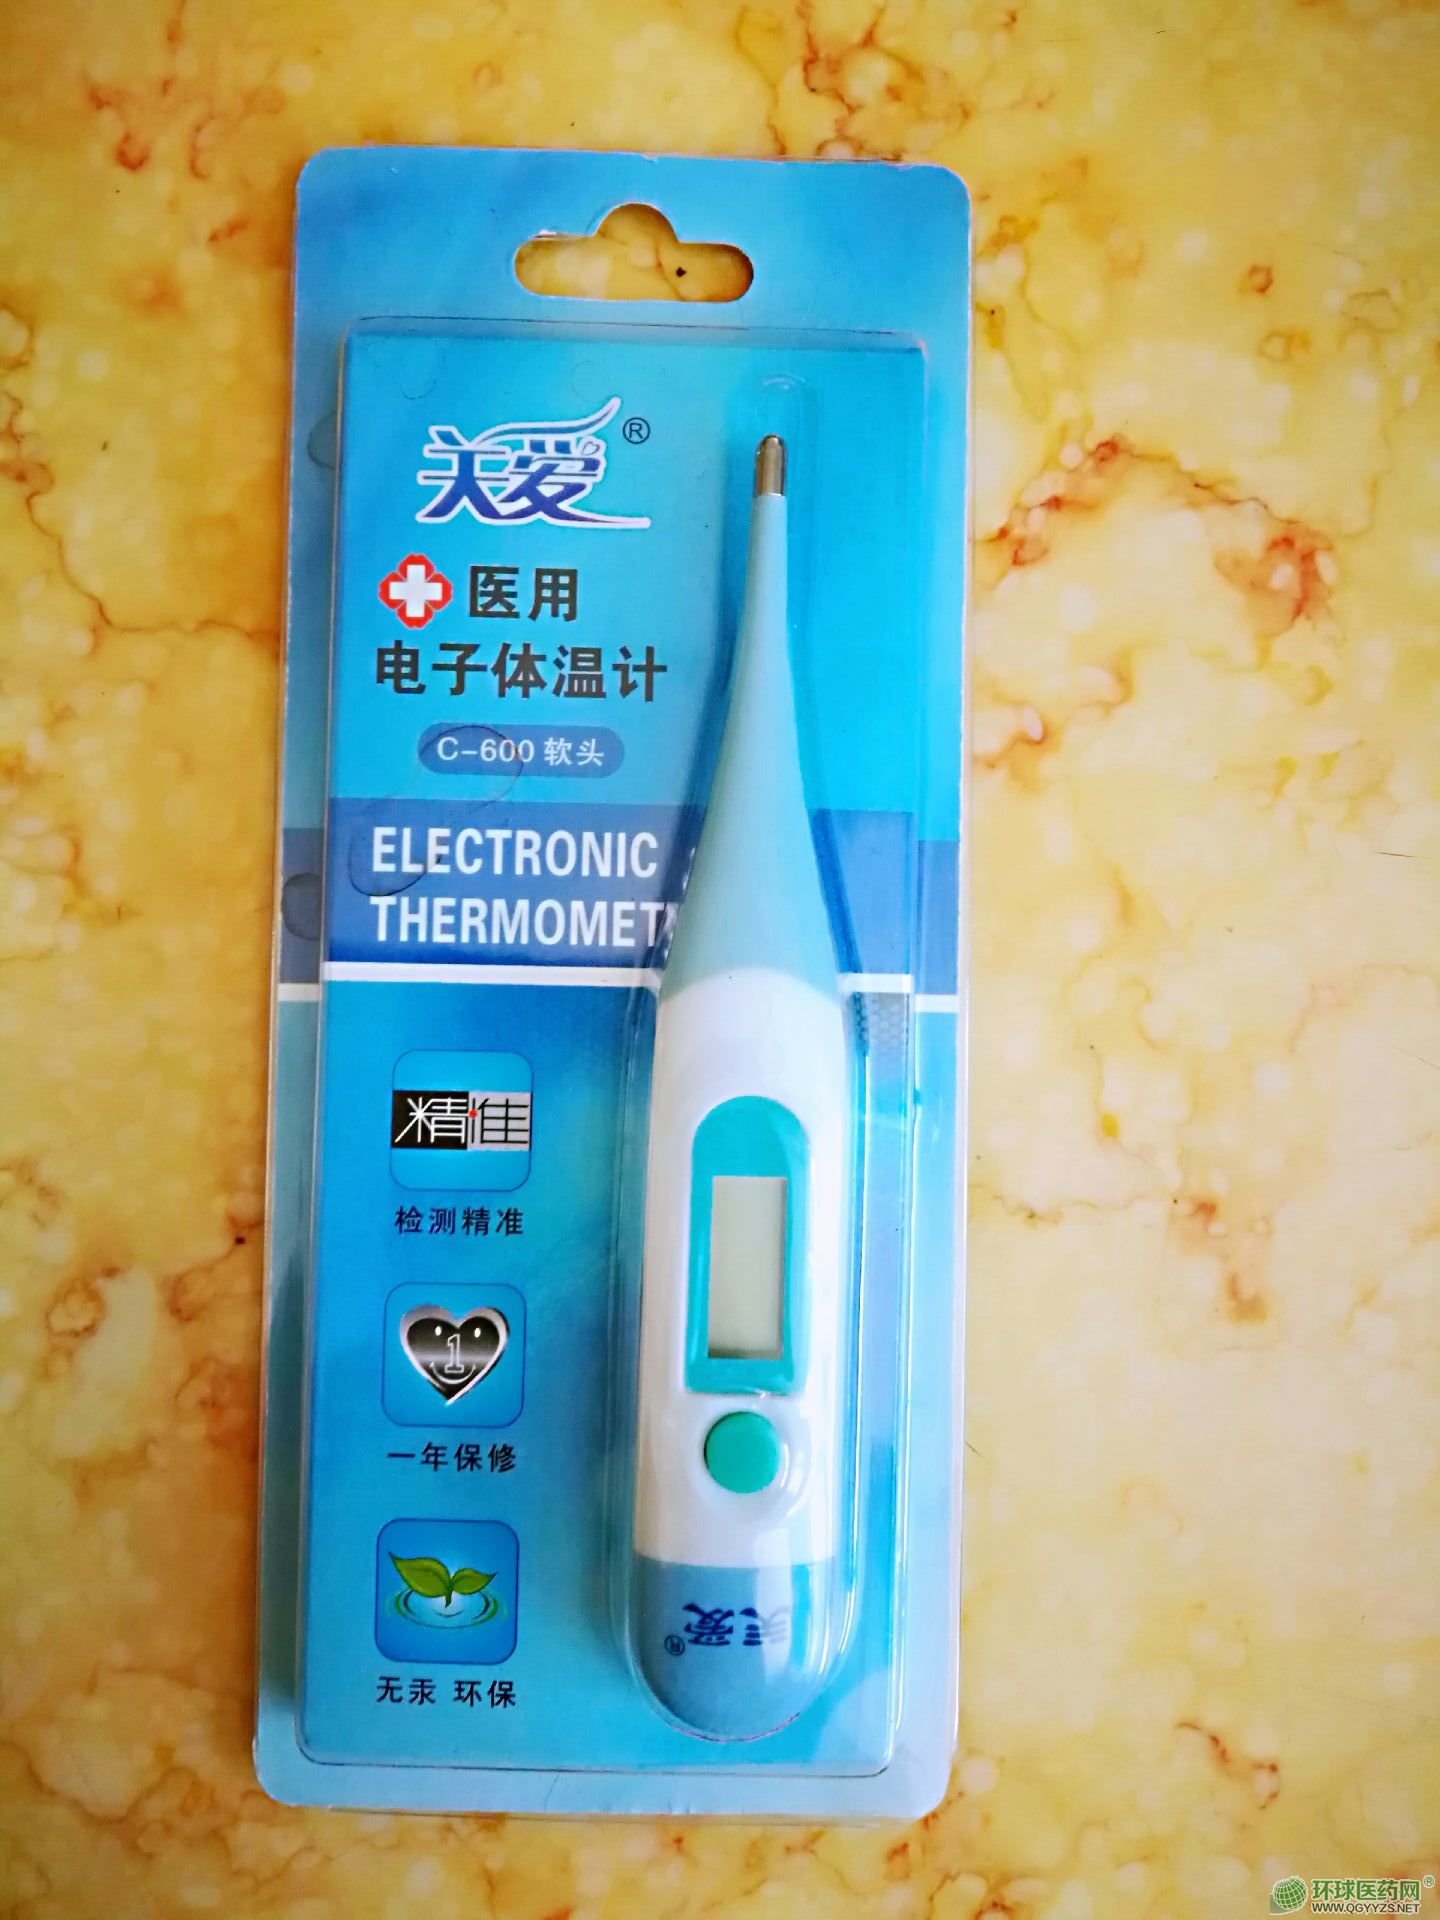 关爱®
医用
电子体温计
C-600 软头
ELECTRONIC
THERMOMET
精准
检测精准
1
一年保修
无汞 环保
关爱®
环球医药网®
WWW.QGYYZS.NET